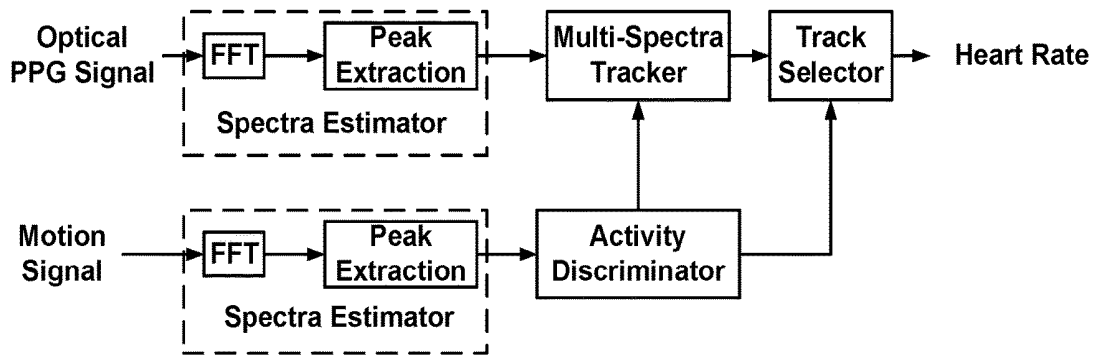 Optical
PPG Signal
FFT
Peak
Extraction
Spectra Estimator
Multi-Spectra
Tracker
Track
Selector
Heart Rate
Motion
Signal
FFT
Peak
Extraction
Spectra Estimator
Activity
Discriminator